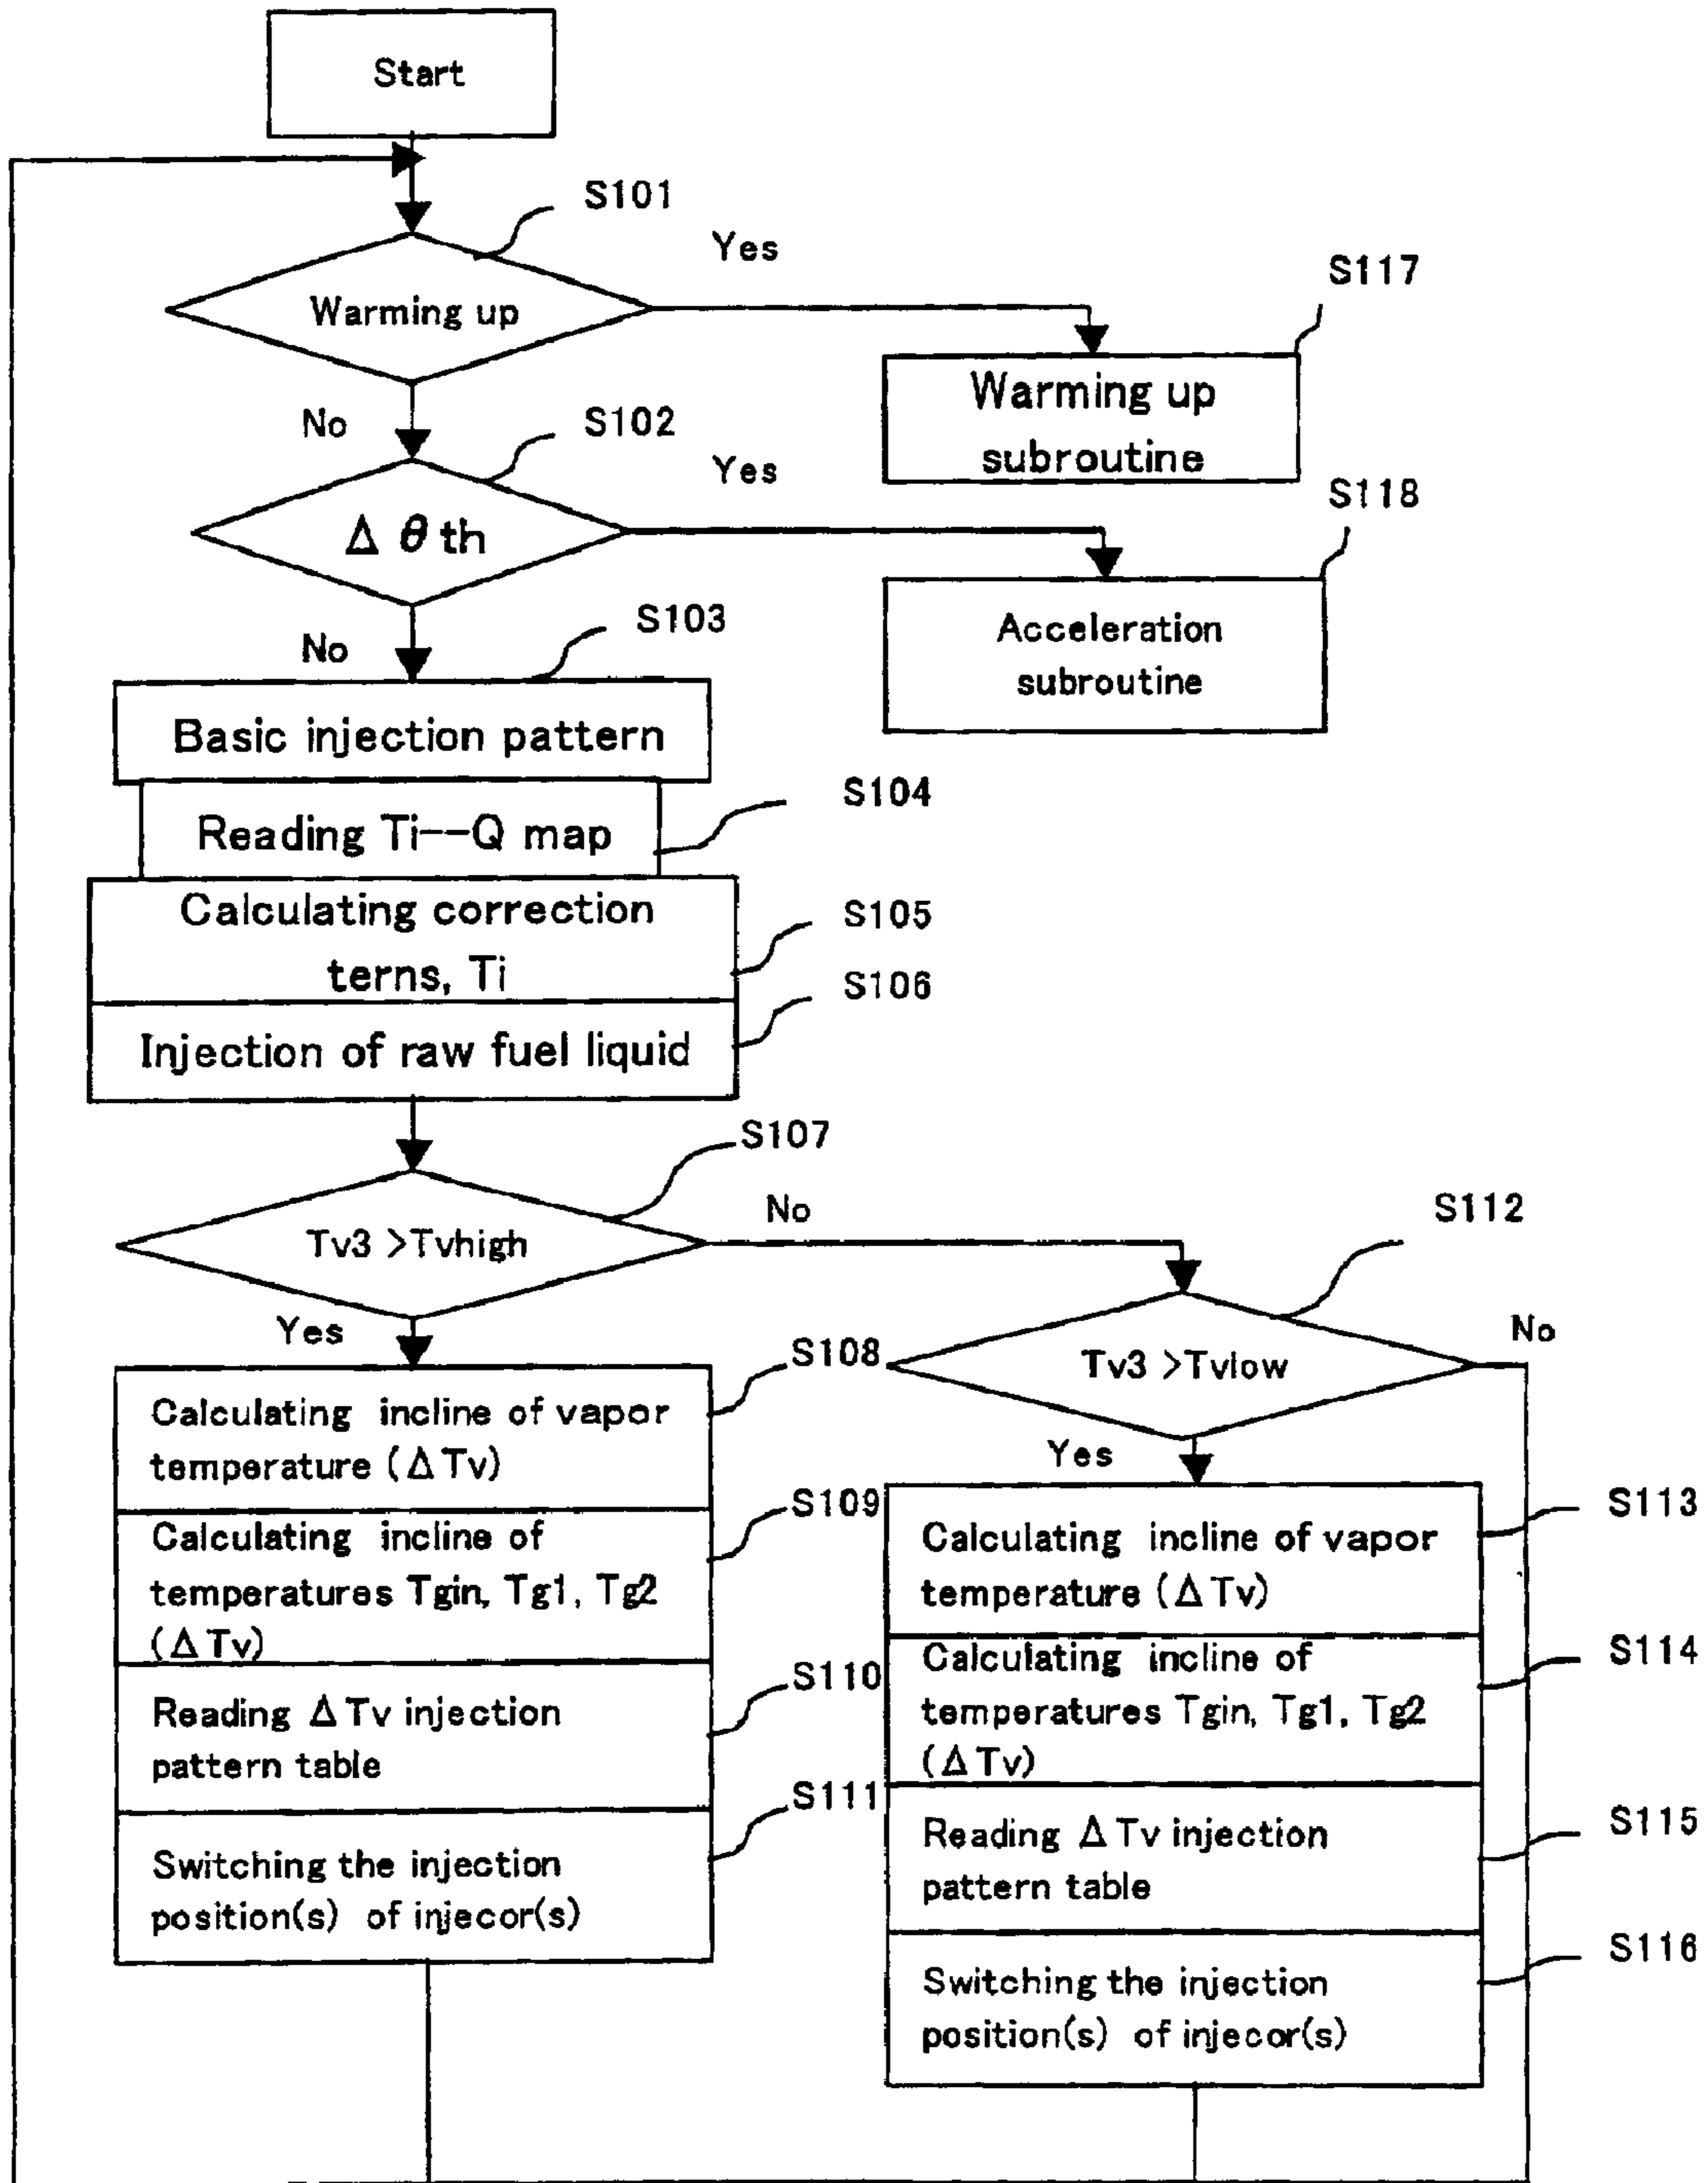 Start
S101
Yes
Warming up
S117
Warming up
subroutine
No
S102
Yes
Δ θ th
S118
Acceleration
subroutine
No
S103
Basic injection pattern
S104
Reading Ti--Q map
Calculating correction
terns, Ti
S105
S106
Injection of raw fuel liquid
S107
No
S112
Tv3 >Tvhigh
Yes
No
Tv3 >Tvlow
Yes
S108
Calculating incline of vapor
temperature (ΔTv)
S109
Calculating incline of
temperatures Tgin, Tg1, Tg2
(ΔTv)
S110
Reading ΔTv injection
pattern table
S111
Switching the injection
position(s) of injecor(s)
S113
Calculating incline of vapor
temperature (ΔTv)
S114
Calculating incline of
temperatures Tgin, Tg1, Tg2
(ΔTv)
S115
Reading ΔTv injection
pattern table
S116
Switching the injection
position(s) of injecor(s)